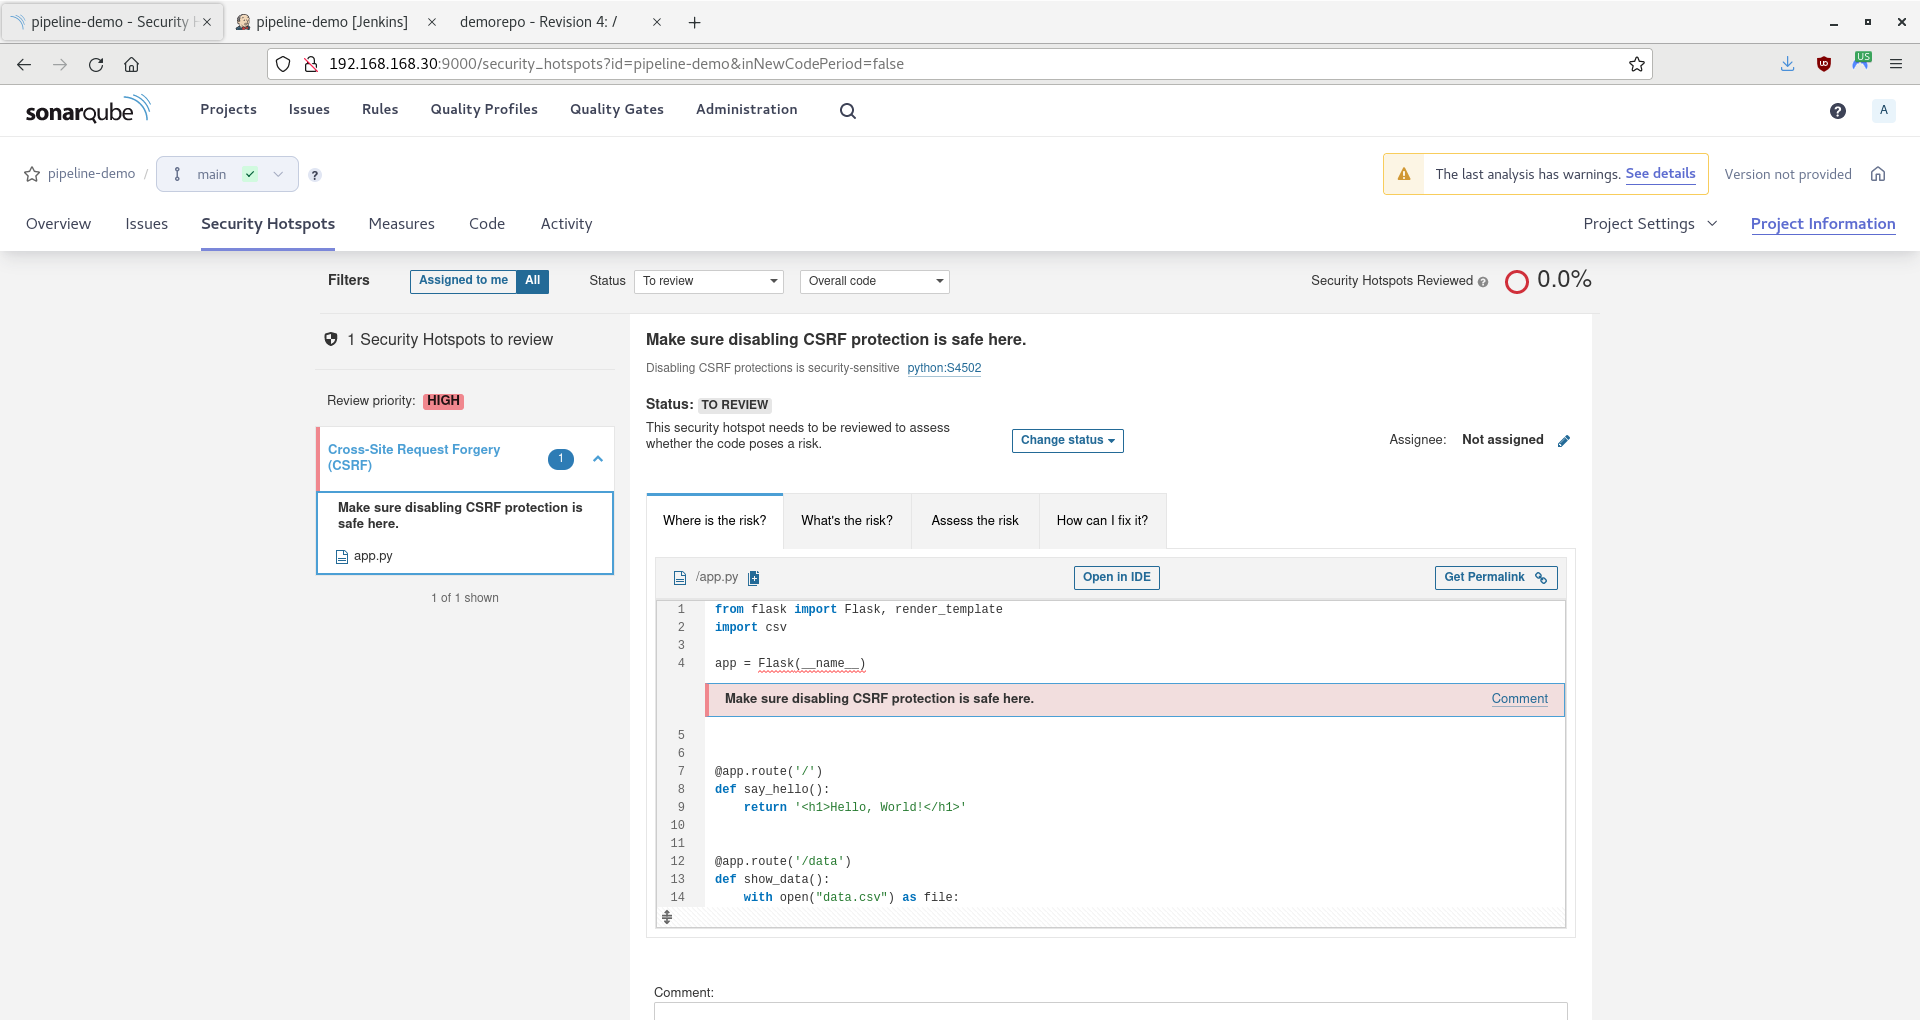 pipeline-demo - Security H
pipeline-demo [Jenkins]
demorepo - Revision 4: /
192.168.168.30:9000/security_hotspots?id=pipeline-demo&inNewCodePeriod=false
US
sonarqube
Projects
Issues
Rules
Quality Profiles
Quality Gates
Administration
?
A
pipeline-demo /
main
?
The last analysis has warnings. See details
Version not provided
Overview
Issues
Security Hotspots
Measures
Code
Activity
Project Settings
Project Information
Filters
Assigned to me
All
Status
To review
Overall code
Security Hotspots Reviewed
?
0.0%
1 Security Hotspots to review
Review priority: HIGH
Cross-Site Request Forgery
(CSRF)
1
Make sure disabling CSRF protection is
safe here.
app.py
1 of 1 shown
Make sure disabling CSRF protection is safe here.
Disabling CSRF protections is security-sensitive python:S4502
Status: TO REVIEW
This security hotspot needs to be reviewed to assess
whether the code poses a risk.
Change status
Assignee: Not assigned
Where is the risk?
What's the risk?
Assess the risk
How can I fix it?
/app.py
Open in IDE
Get Permalink
1 from flask import Flask, render_template
2 import csv
3
4 app = Flask(__name__)
Make sure disabling CSRF protection is safe here.
Comment
5
6
7 @app.route('/')
8 def say_hello():
9 return '<h1>Hello, World!</h1>'
10
11
12 @app.route('/data')
13 def show_data():
14 with open("data.csv") as file:
Comment: